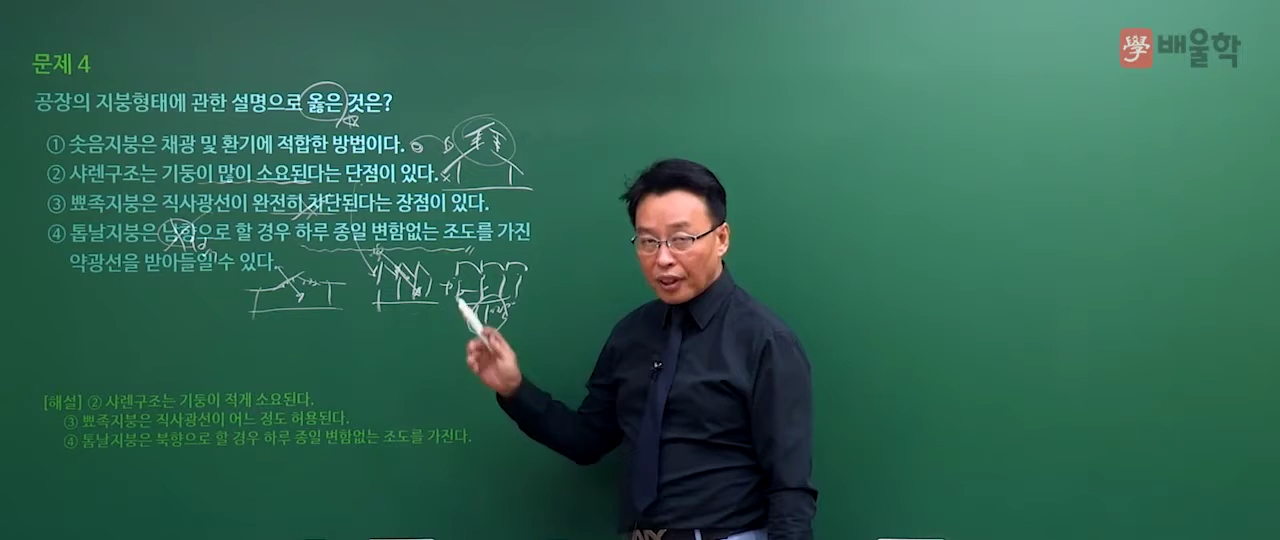 學 배울학
문제 4
공장의 지붕형태에 관한 설명으로 옳은 것은?
① 솟음지붕은 채광 및 환기에 적합한 방법이다.
② 샤렌구조는 기둥이 많이 소요된다는 단점이 있다.
③ 뾰족지붕은 직사광선이 완전히 차단된다는 장점이 있다.
④ 톱날지붕은 남향으로 할 경우 하루 종일 변함없는 조도를 가진
약광선을 받아들일 수 있다.
[해설] ② 샤렌구조는 기둥이 적게 소요된다.
③ 뾰족지붕은 직사광선이 어느 정도 허용된다.
④ 톱날지붕은 북향으로 할 경우 하루 종일 변함없는 조도를 가진다.